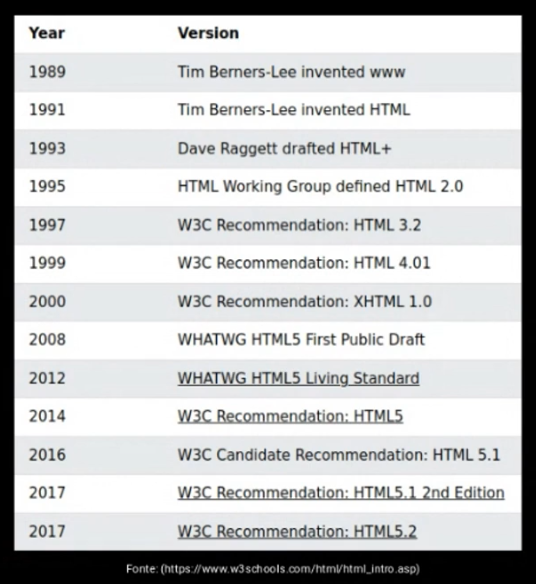 Year Version
1989 Tim Berners-Lee invented www
1991 Tim Berners-Lee invented HTML
1993 Dave Raggett drafted HTML+
1995 HTML Working Group defined HTML 2.0
1997 W3C Recommendation: HTML 3.2
1999 W3C Recommendation: HTML 4.01
2000 W3C Recommendation: XHTML 1.0
2008 WHATWG HTML5 First Public Draft
2012 WHATWG HTML5 Living Standard
2014 W3C Recommendation: HTML5
2016 W3C Candidate Recommendation: HTML 5.1
2017 W3C Recommendation: HTML5.1 2nd Edition
2017 W3C Recommendation: HTML5.2
Fonte: (https://www.w3schools.com/html/html_intro.asp)